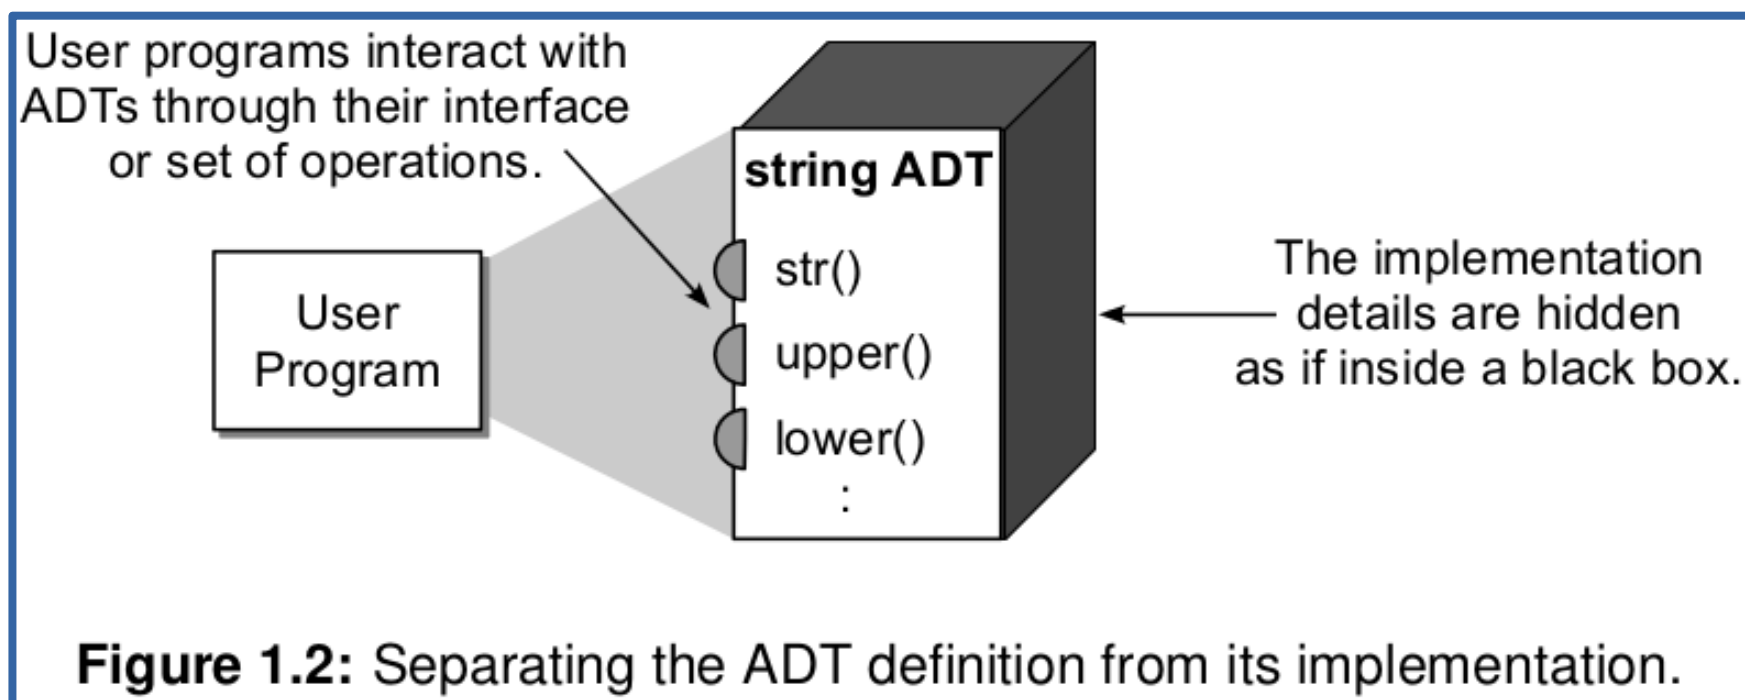 User programs interact with
ADTs through their interface
or set of operations.
string ADT
str()
upper()
lower()
:
User
Program
The implementation
details are hidden
as if inside a black box.
Figure 1.2: Separating the ADT definition from its implementation.